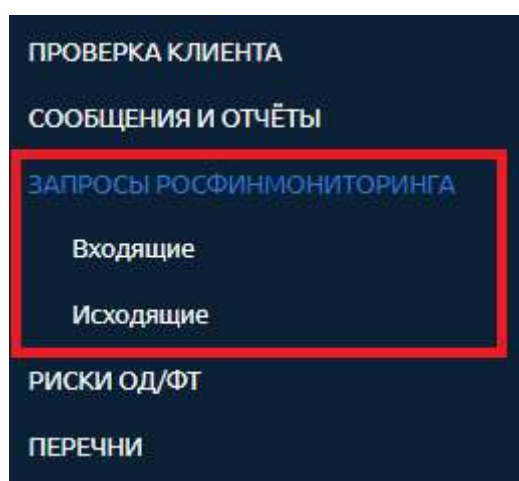 ПРОВЕРКА КЛИЕНТА
СООБЩЕНИЯ И ОТЧЁТЫ
ЗАПРОСЫ РОСФИНМОНИТОРИНГА
Входящие
Исходящие
РИСКИ ОД/ФТ
ПЕРЕЧНИ